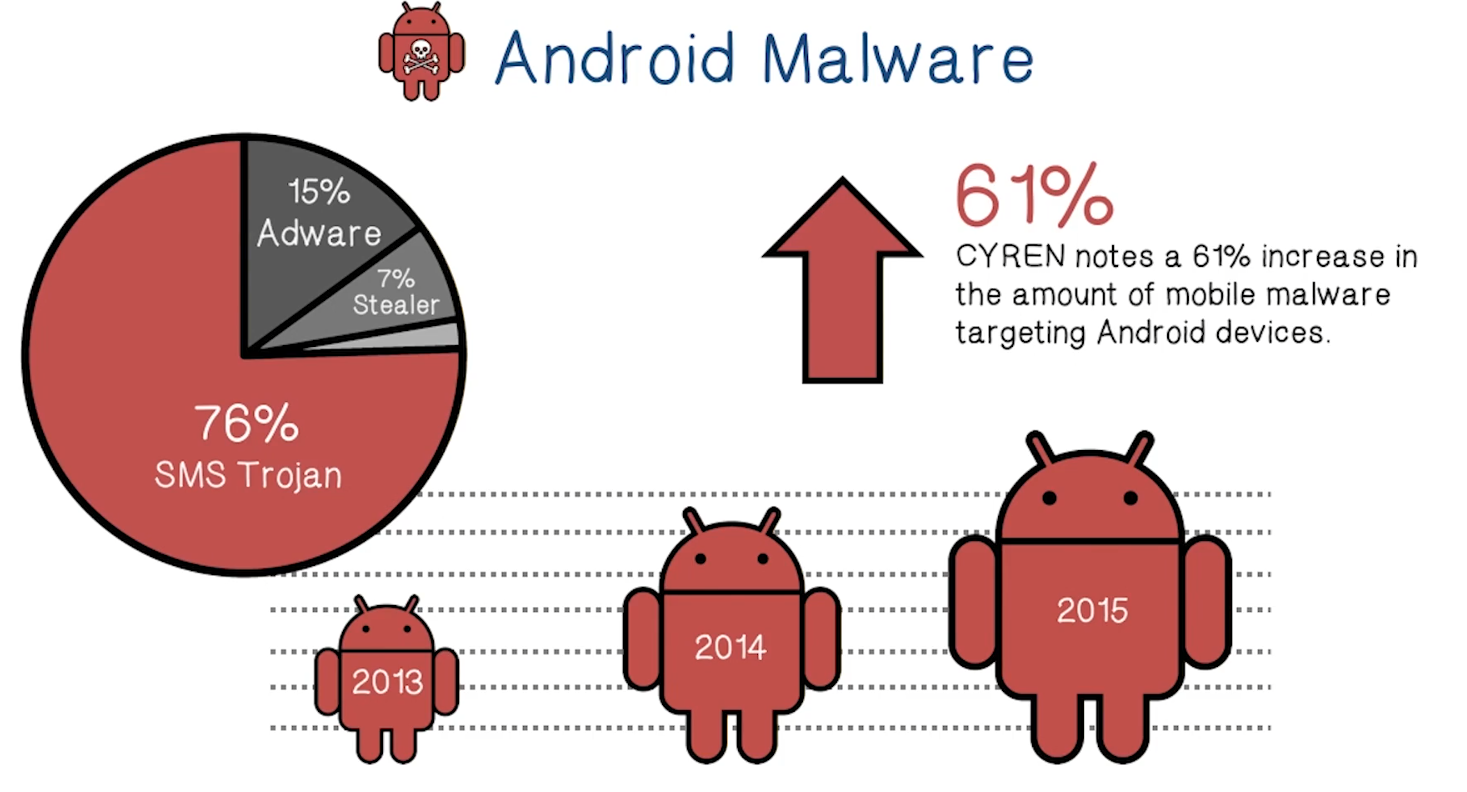 Android Malware
15%
Adware
7%
Stealer
76%
SMS Trojan
61%
CYREN notes a 61% increase in
the amount of mobile malware
targeting Android devices.
2013
2014
2015